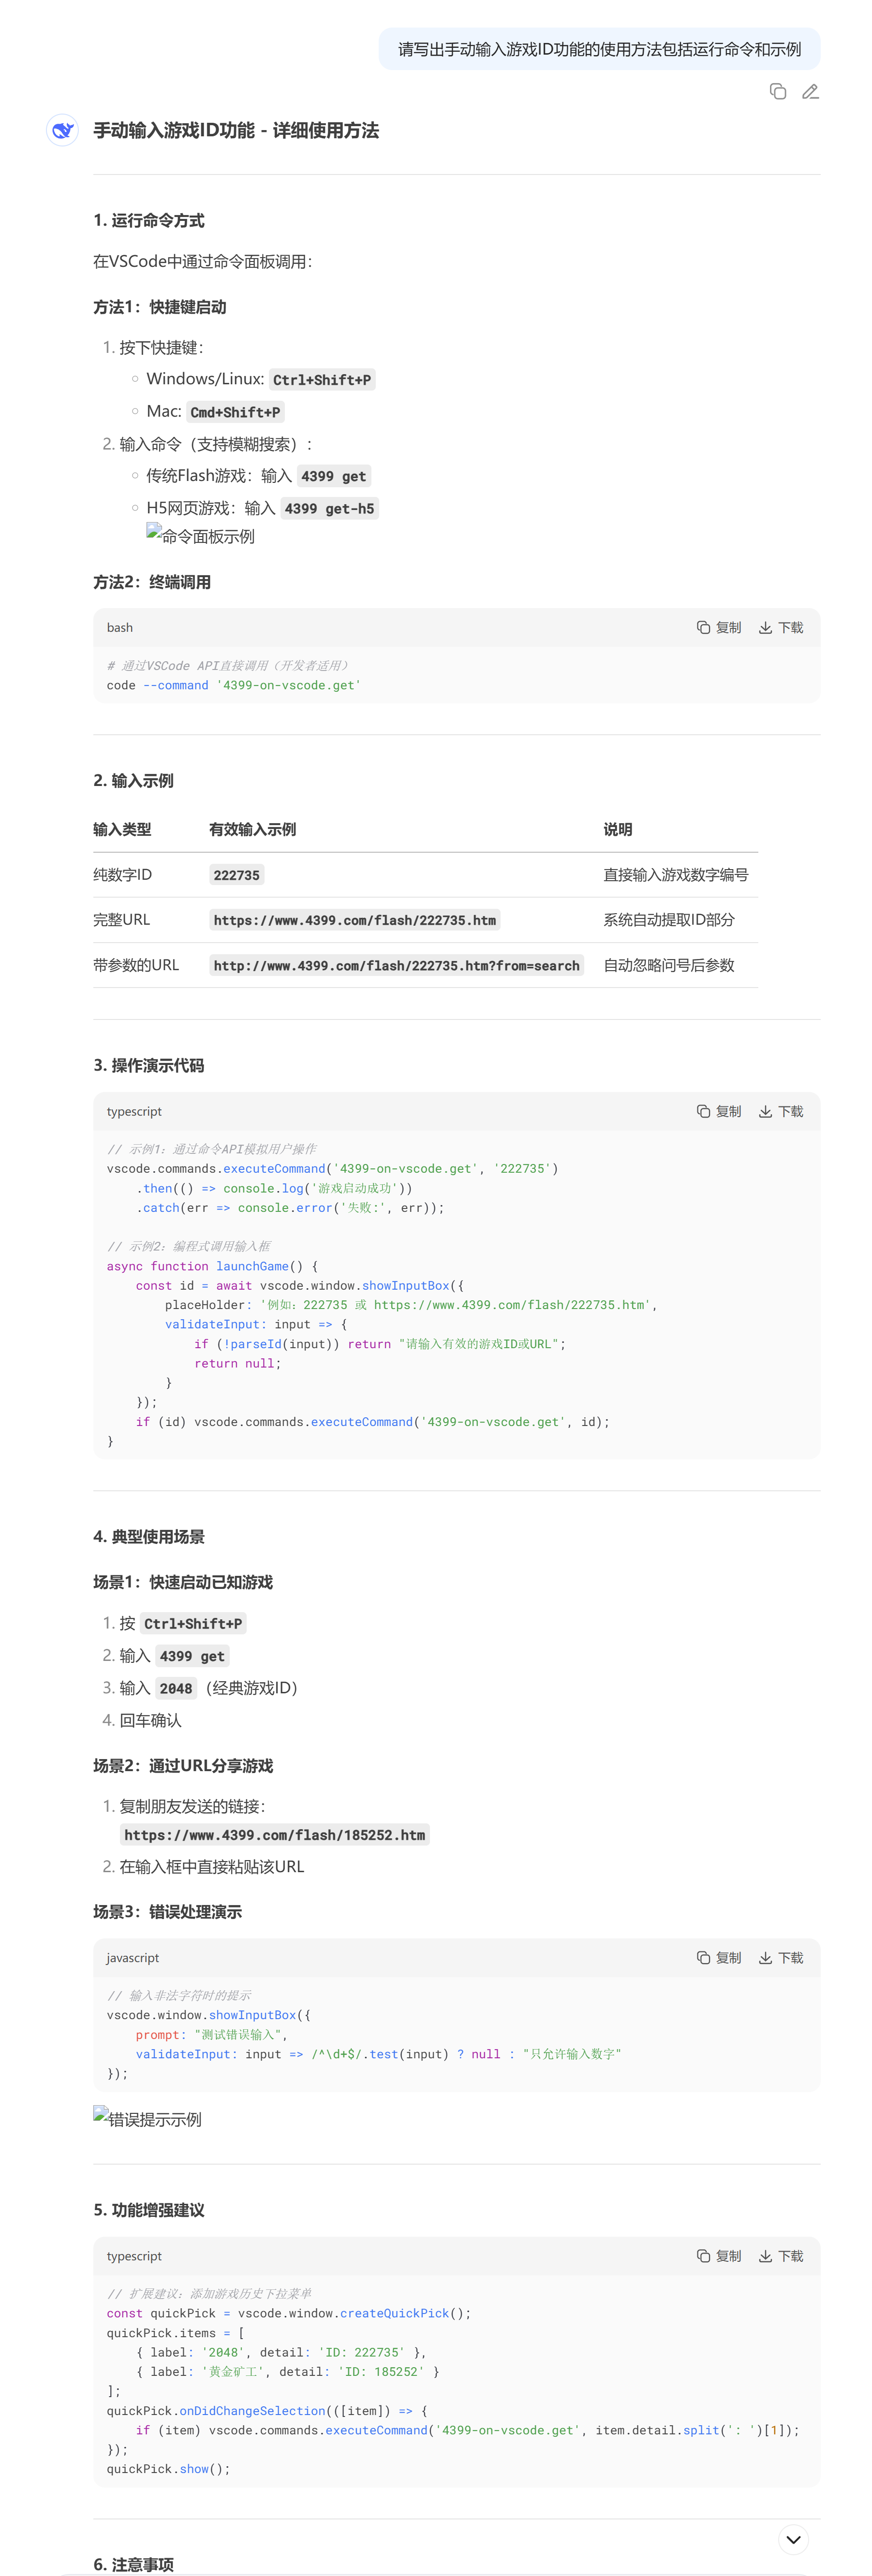 请写出手动输入游戏ID功能的使用方法包括运行命令和示例
手动输入游戏ID功能 - 详细使用方法
1. 运行命令方式
在VSCode中通过命令面板调用：
方法1：快捷键启动
1. 按下快捷键：
Windows/Linux: Ctrl+Shift+P
Mac: Cmd+Shift+P
2. 输入命令（支持模糊搜索）：
传统Flash游戏：输入 4399 get
H5网页游戏：输入 4399 get-h5
命令面板示例
方法2：终端调用
bash 复制 下载
# 通过VSCode API直接调用（开发者适用）
code --command '4399-on-vscode.get'
2. 输入示例
输入类型 有效输入示例 说明
纯数字ID 222735 直接输入游戏数字编号
完整URL https://www.4399.com/flash/222735.htm 系统自动提取ID部分
带参数的URL http://www.4399.com/flash/222735.htm?from=search 自动忽略问号后参数
3. 操作演示代码
typescript 复制 下载
// 示例1：通过命令API模拟用户操作
vscode.commands.executeCommand('4399-on-vscode.get', '222735')
    .then(() => console.log('游戏启动成功'))
    .catch(err => console.error('失败:', err));
// 示例2：编程式调用输入框
async function launchGame() {
    const id = await vscode.window.showInputBox({
        placeHolder: '例如：222735 或 https://www.4399.com/flash/222735.htm',
        validateInput: input => {
            if (!parseId(input)) return "请输入有效的游戏ID或URL";
            return null;
        }
    });
    if (id) vscode.commands.executeCommand('4399-on-vscode.get', id);
}
4. 典型使用场景
场景1：快速启动已知游戏
1. 按 Ctrl+Shift+P
2. 输入 4399 get
3. 输入 2048（经典游戏ID）
4. 回车确认
场景2：通过URL分享游戏
1. 复制朋友发送的链接：
https://www.4399.com/flash/185252.htm
2. 在输入框中直接粘贴该URL
场景3：错误处理演示
javascript 复制 下载
// 输入非法字符时的提示
vscode.window.showInputBox({
    prompt: "测试错误输入",
    validateInput: input => /^\d+$/.test(input) ? null : "只允许输入数字"
});
错误提示示例
5. 功能增强建议
typescript 复制 下载
// 扩展建议：添加游戏历史下拉菜单
const quickPick = vscode.window.createQuickPick();
quickPick.items = [
    { label: '2048', detail: 'ID: 222735' },
    { label: '黄金矿工', detail: 'ID: 185252' }
];
quickPick.onDidChangeSelection(([item]) => {
    if (item) vscode.commands.executeCommand('4399-on-vscode.get', item.detail.split(': ')[1]);
});
quickPick.show();
6. 注意事项